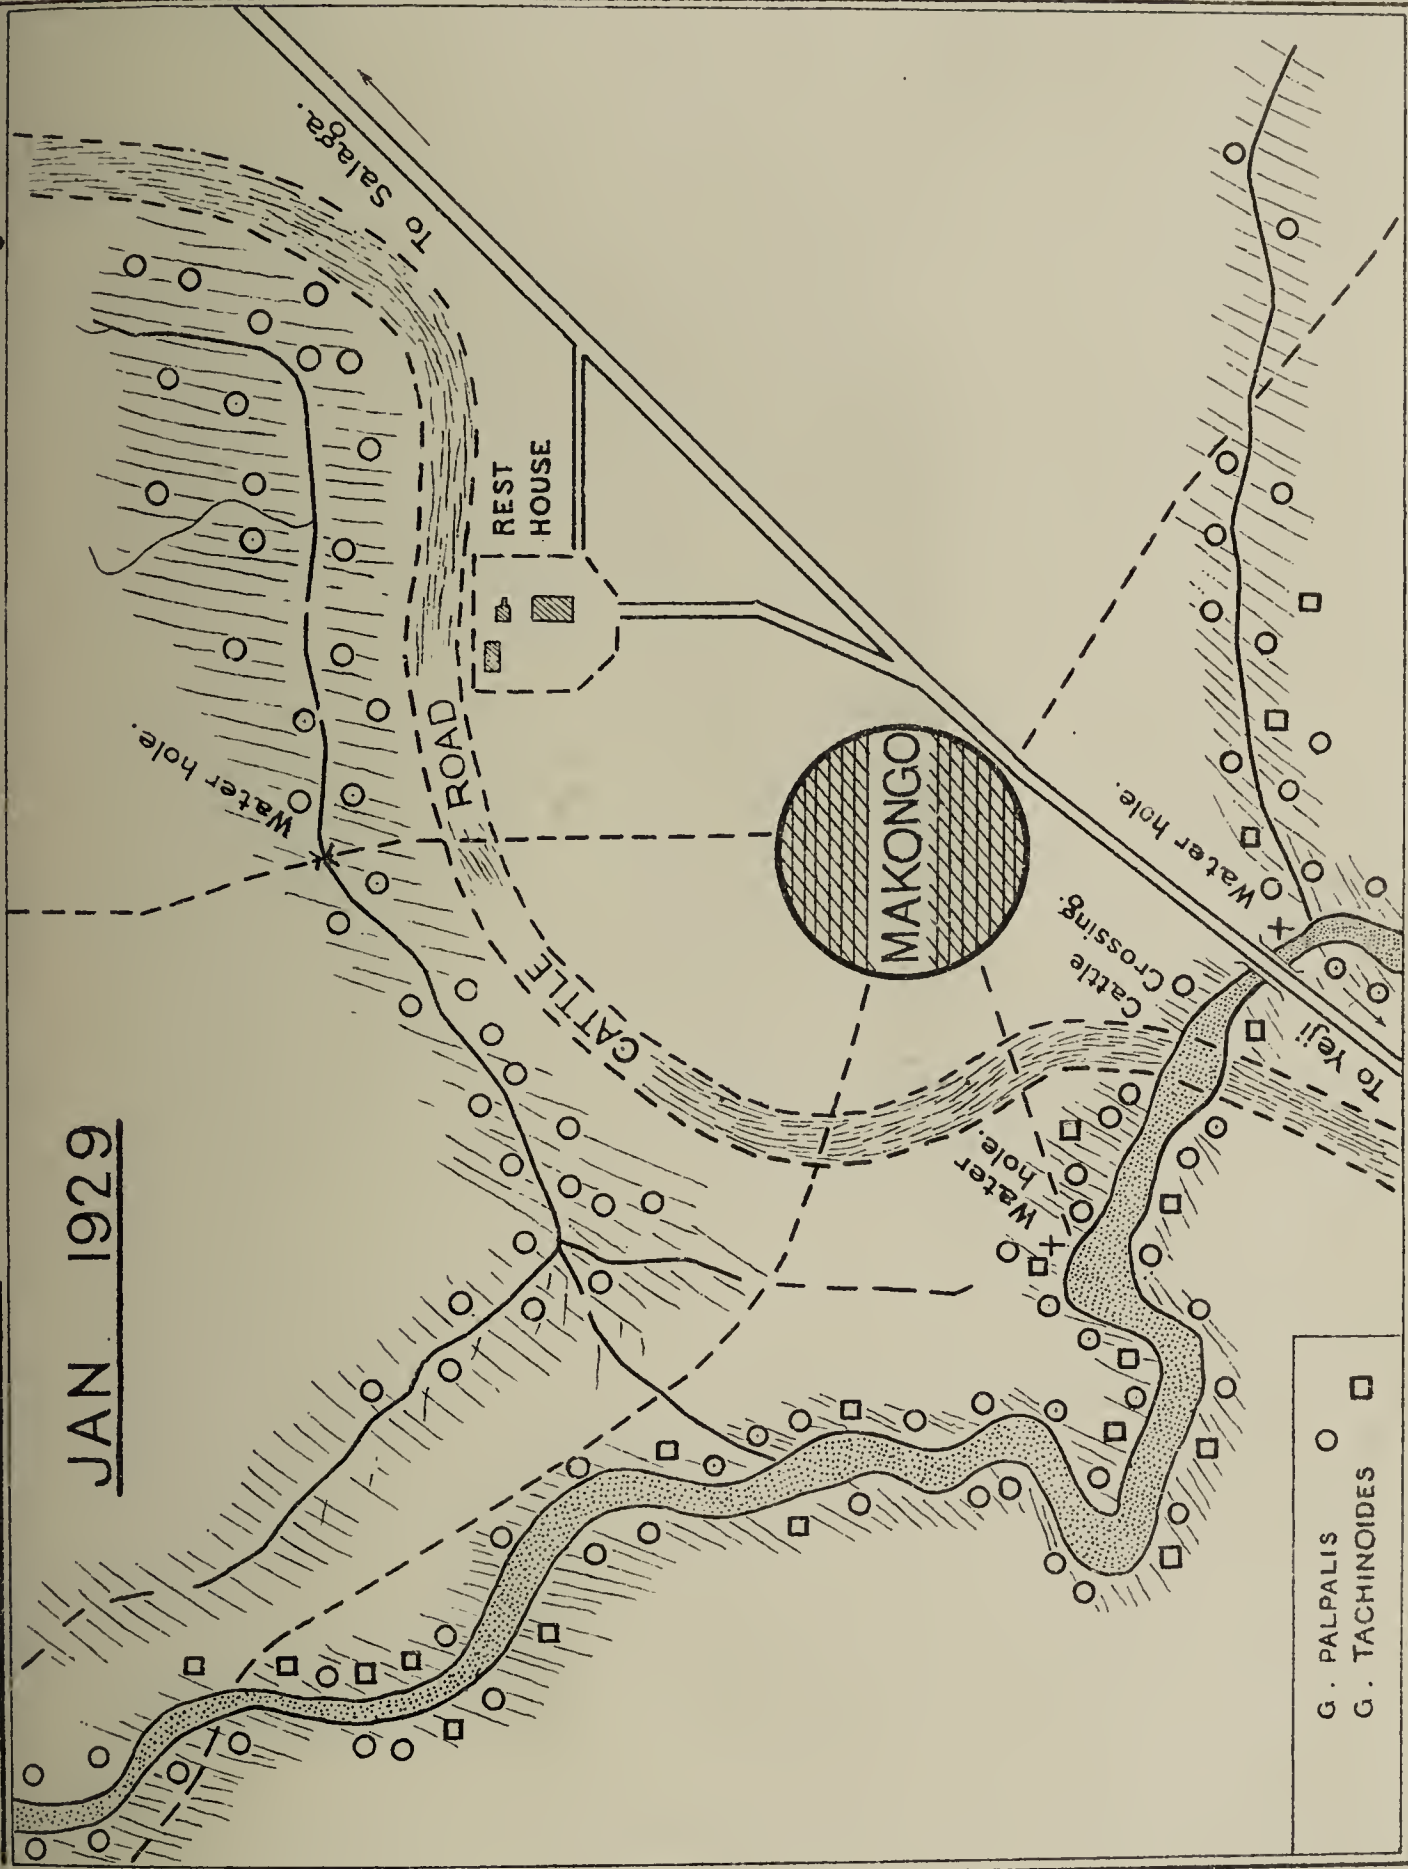 JAN 1929
To Salaga.
REST
HOUSE
Water hole.
CATTLE ROAD
MAKONGO
Water hole.
Cattle
Crossing.
Water
hole.
To Yeji
G. PALPALIS
G. TACHINOIDES